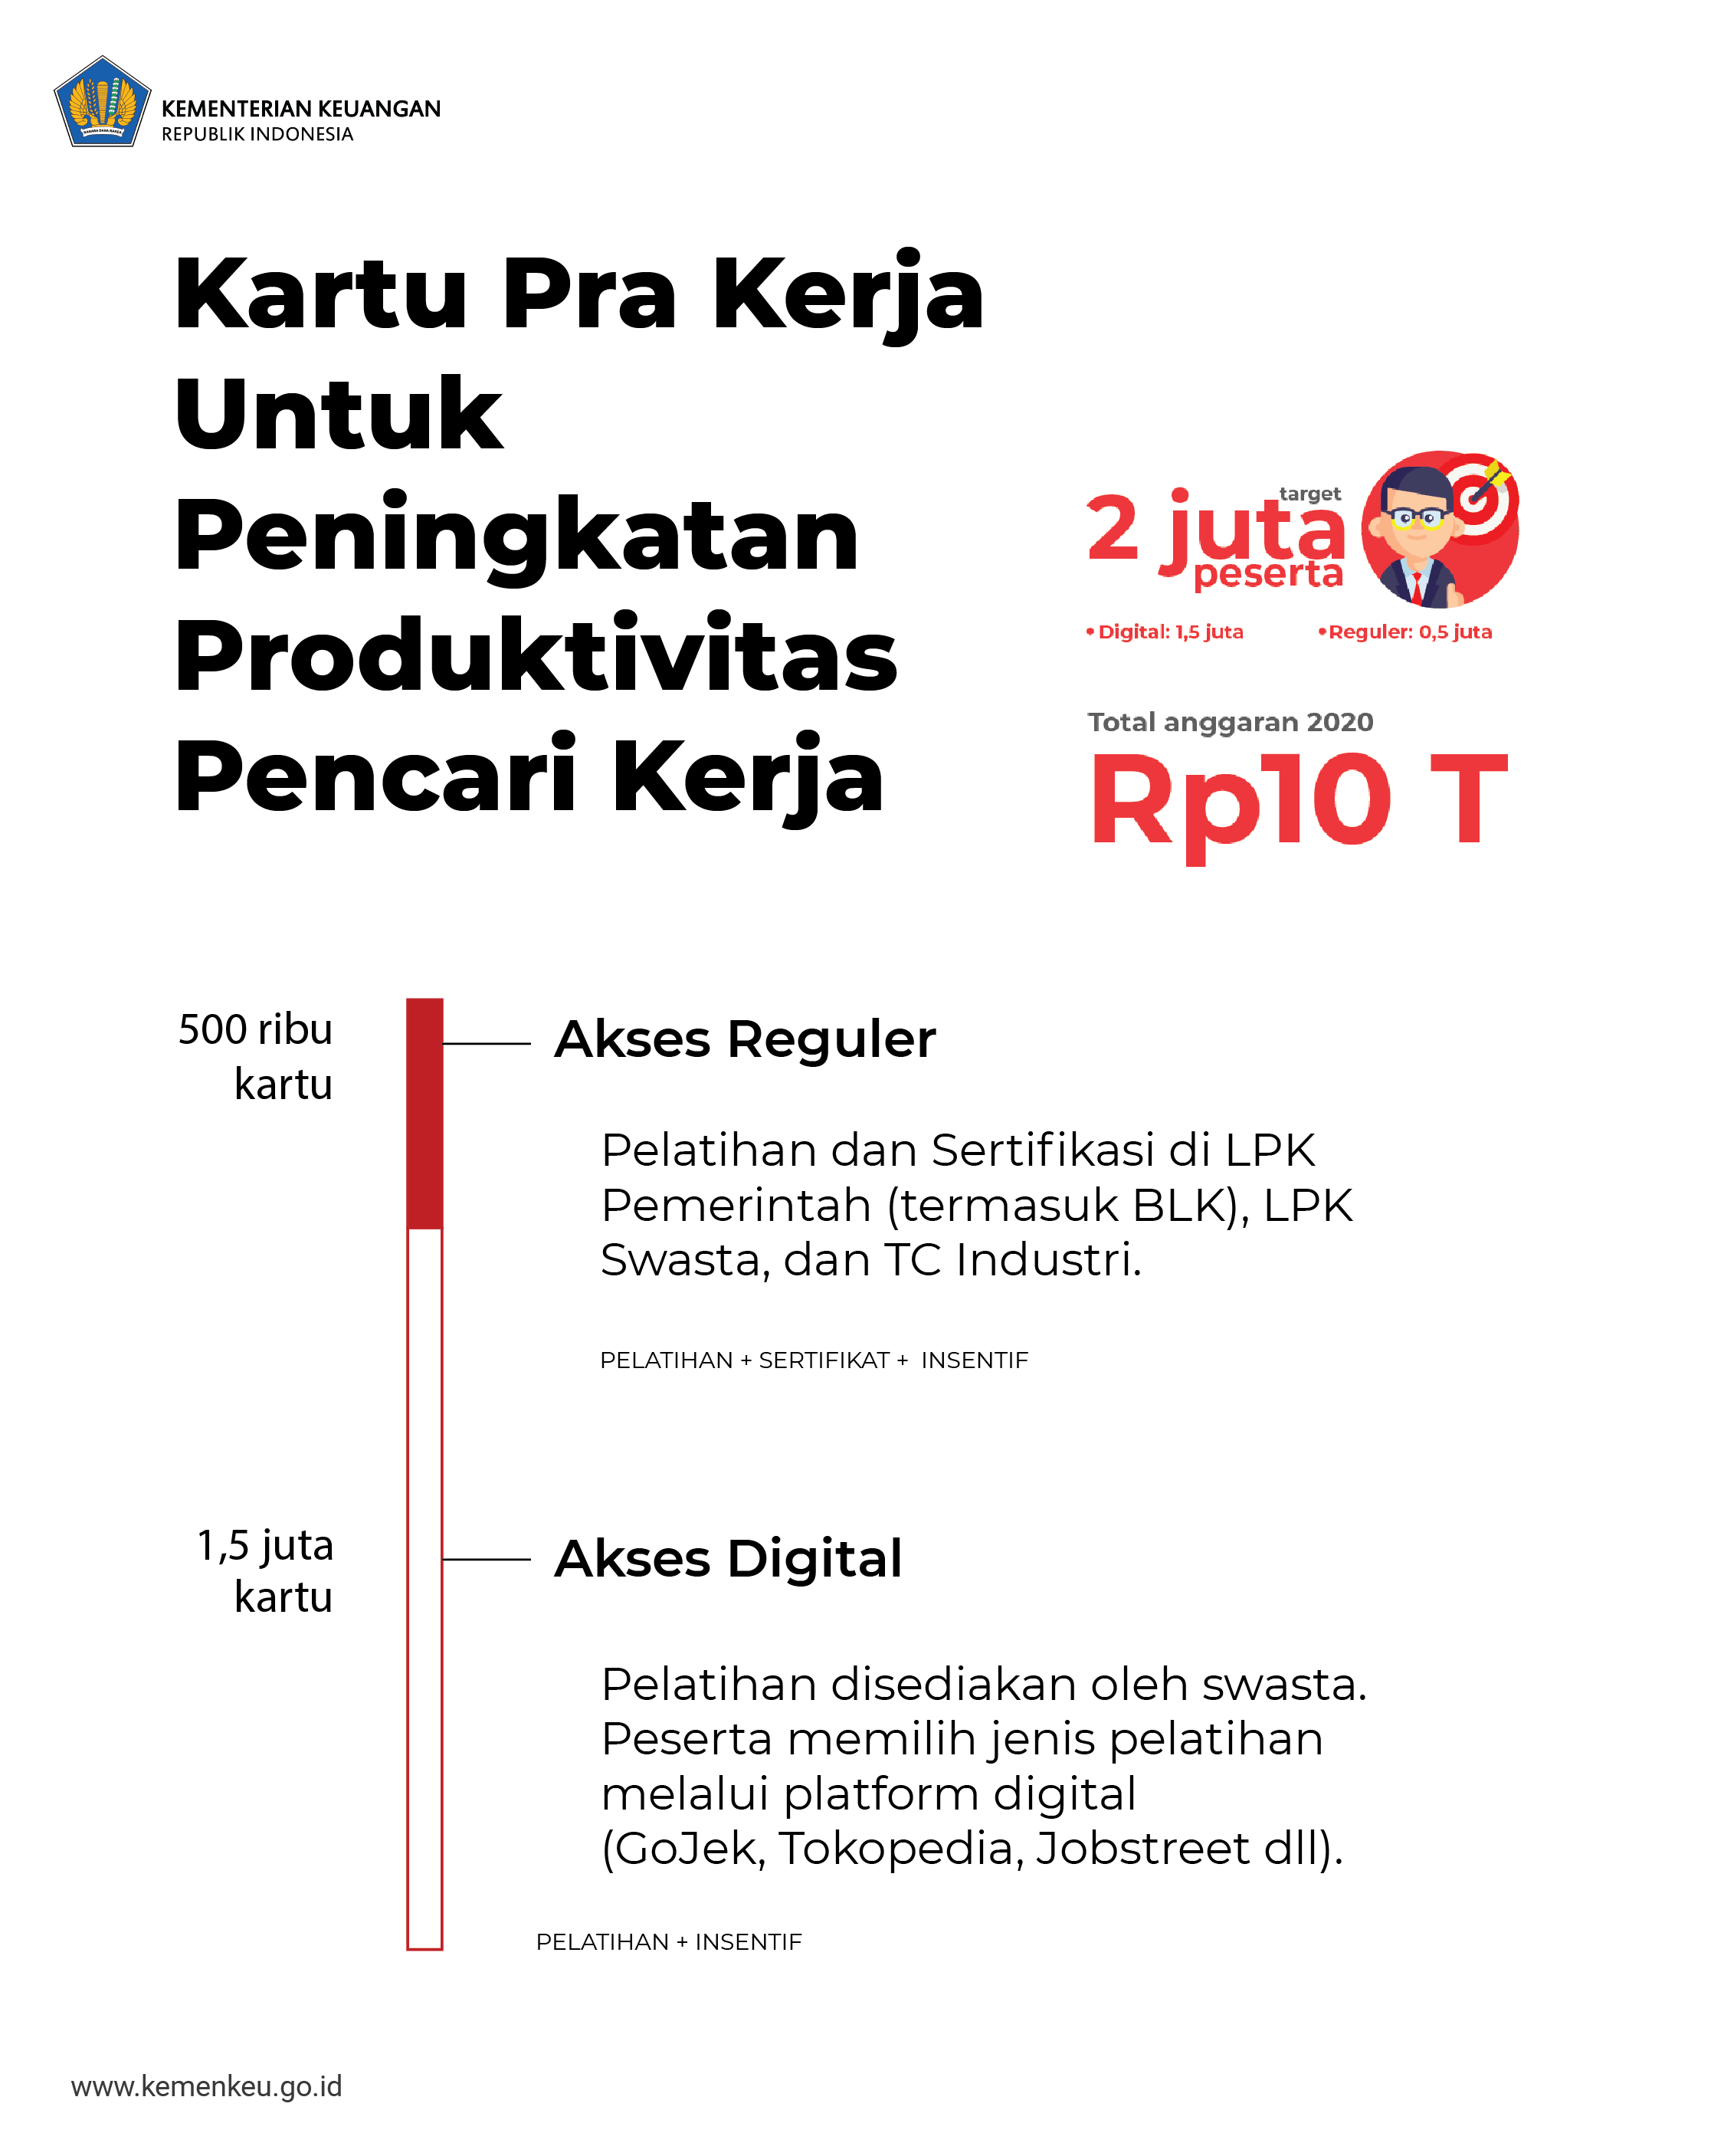 KEMENTERIAN KEUANGAN
REPUBLIK INDONESIA
Kartu Pra Kerja
Untuk
Peningkatan
Produktivitas
Pencari Kerja
target
2 juta
peserta
• Digital: 1,5 juta
• Reguler: 0,5 juta
Total anggaran 2020
Rp10 T
500 ribu
kartu
Akses Reguler
Pelatihan dan Sertifikasi di LPK
Pemerintah (termasuk BLK), LPK
Swasta, dan TC Industri.
PELATIHAN + SERTIFIKAT + INSENTIF
1,5 juta
kartu
Akses Digital
Pelatihan disediakan oleh swasta.
Peserta memilih jenis pelatihan
melalui platform digital
(GoJek, Tokopedia, Jobstreet dll).
PELATIHAN + INSENTIF
www.kemenkeu.go.id